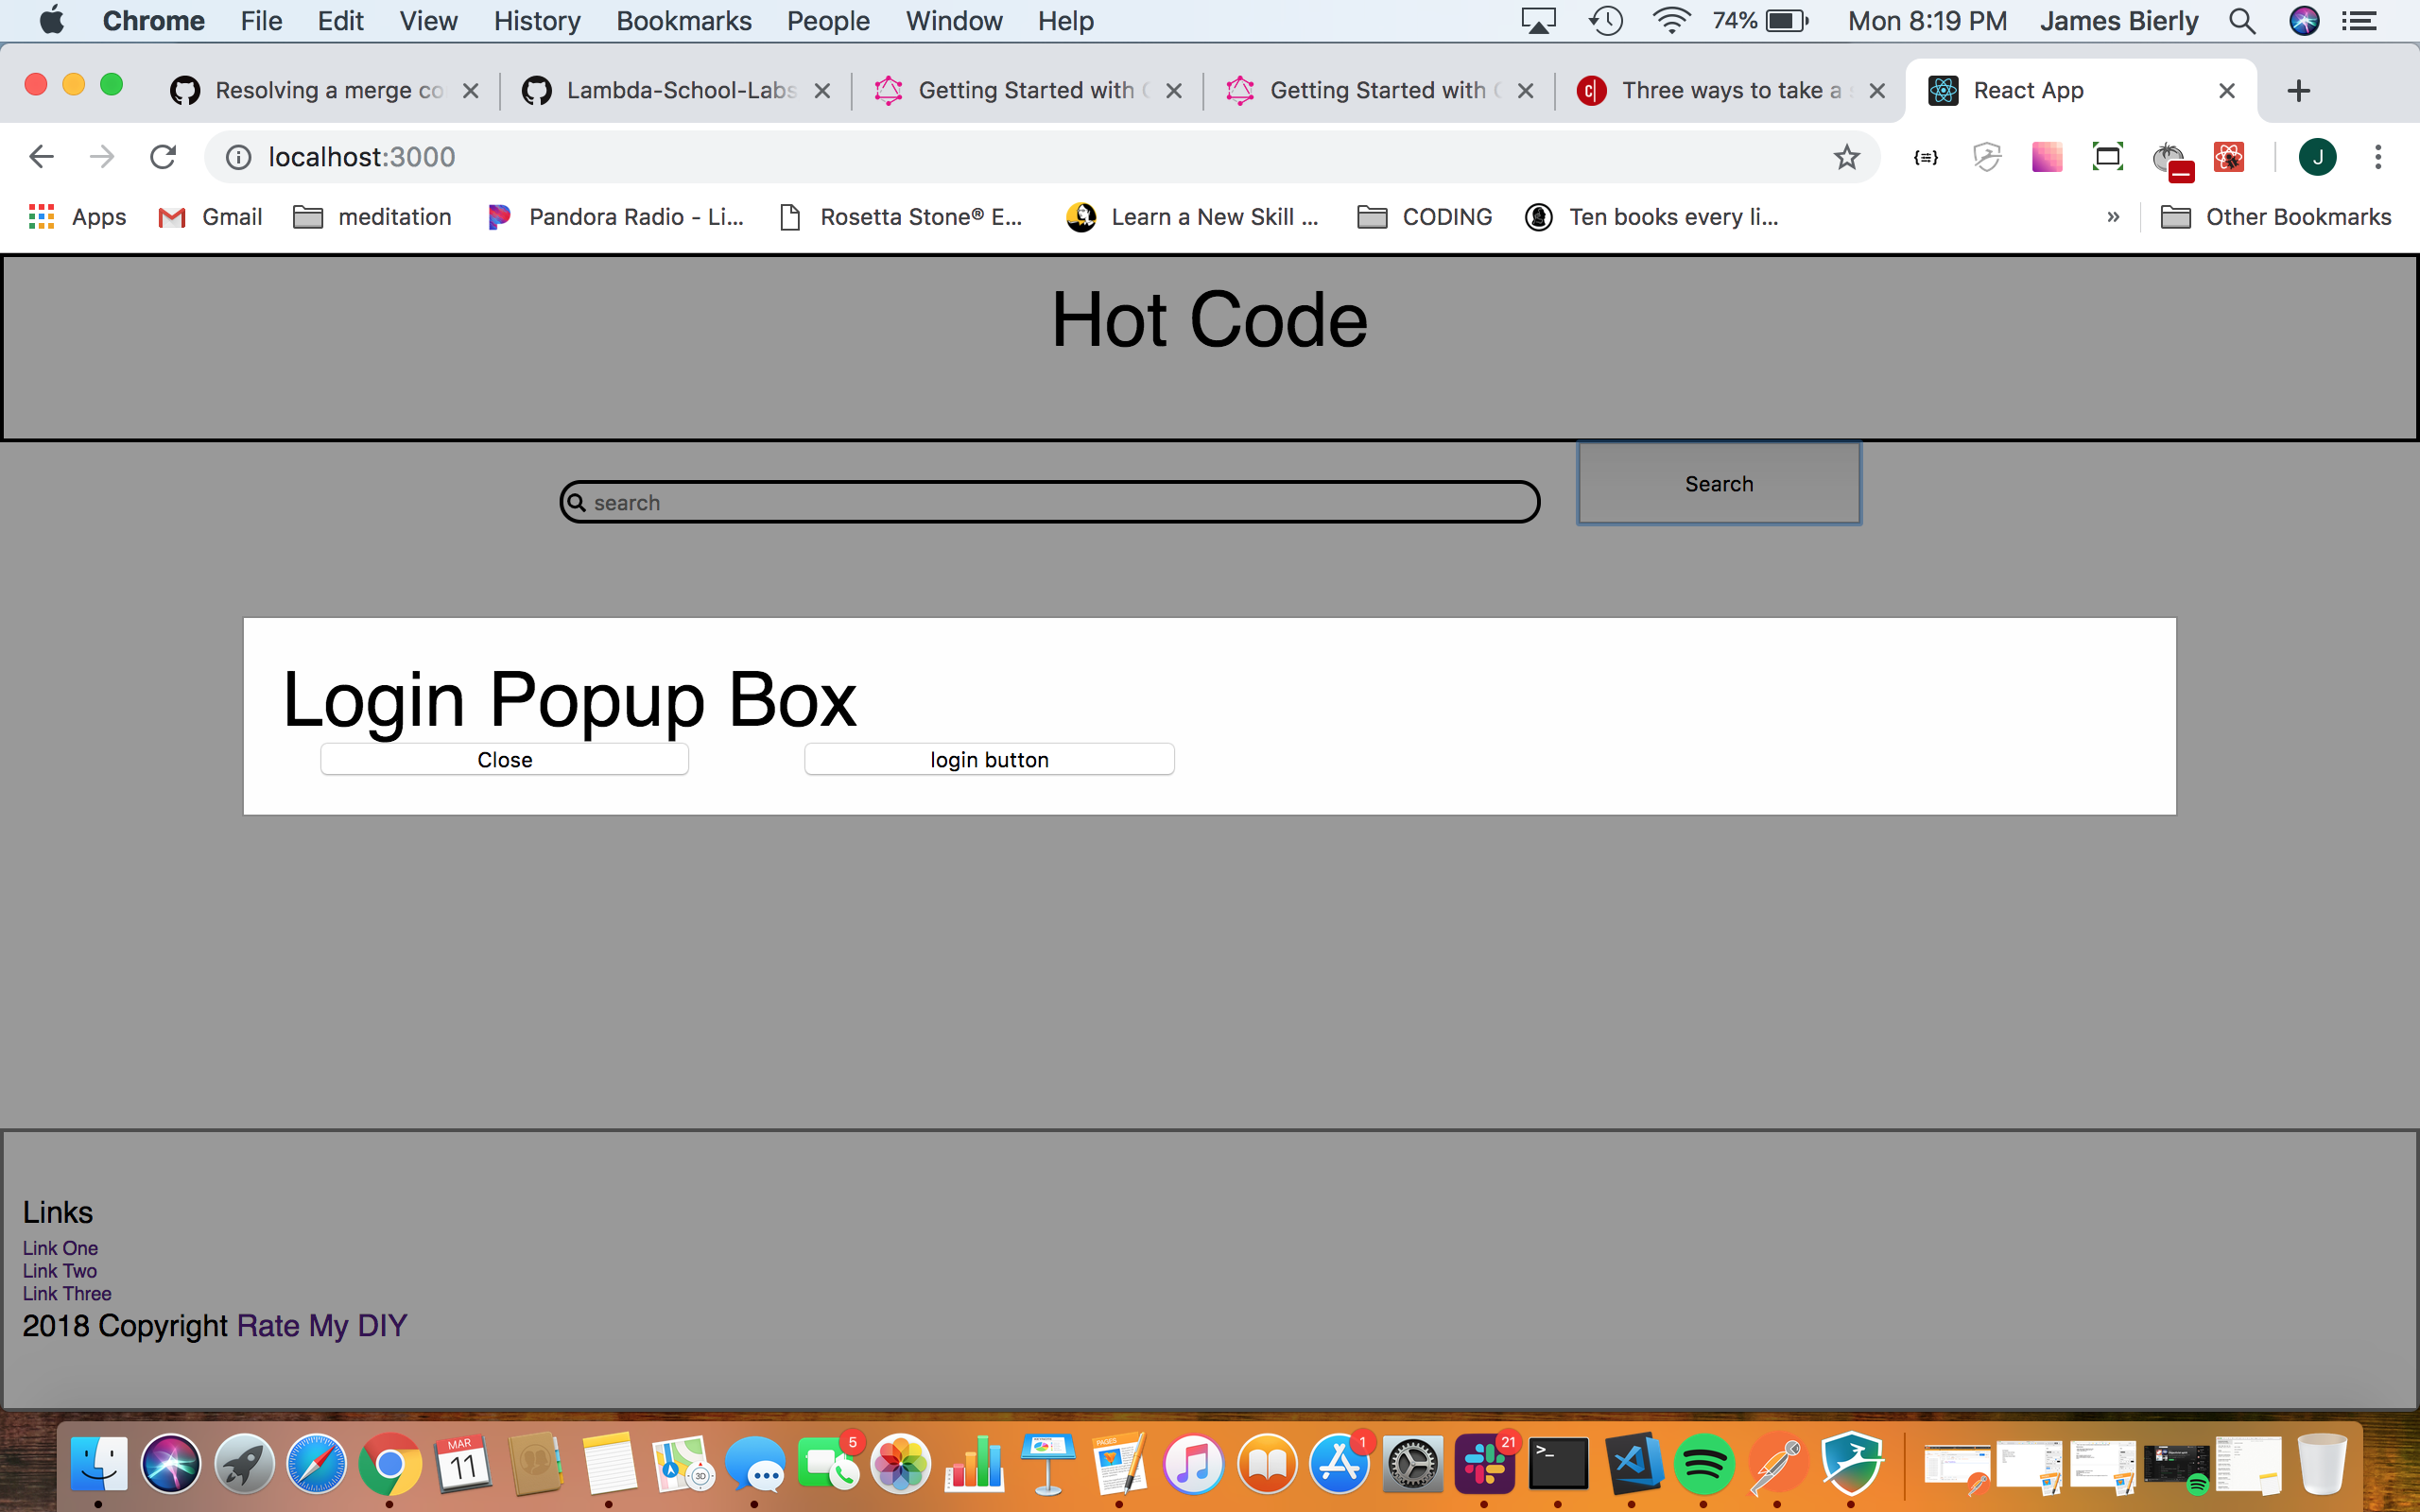 Chrome File Edit View History Bookmarks People Window Help 74% Mon 8:19 PM James Bierly
Resolving a merge co Lambda-School-Labs Getting Started with Getting Started with Three ways to take a React App
localhost:3000
J
Apps Gmail meditation Pandora Radio - Li... Rosetta Stone® E... Learn a New Skill ... CODING Ten books every li... » Other Bookmarks
Hot Code
search
Search
Login Popup Box
Close login button
Links
Link One
Link Two
Link Three
2018 Copyright Rate My DIY
MAR
11
3D
5
PAGES
1
21